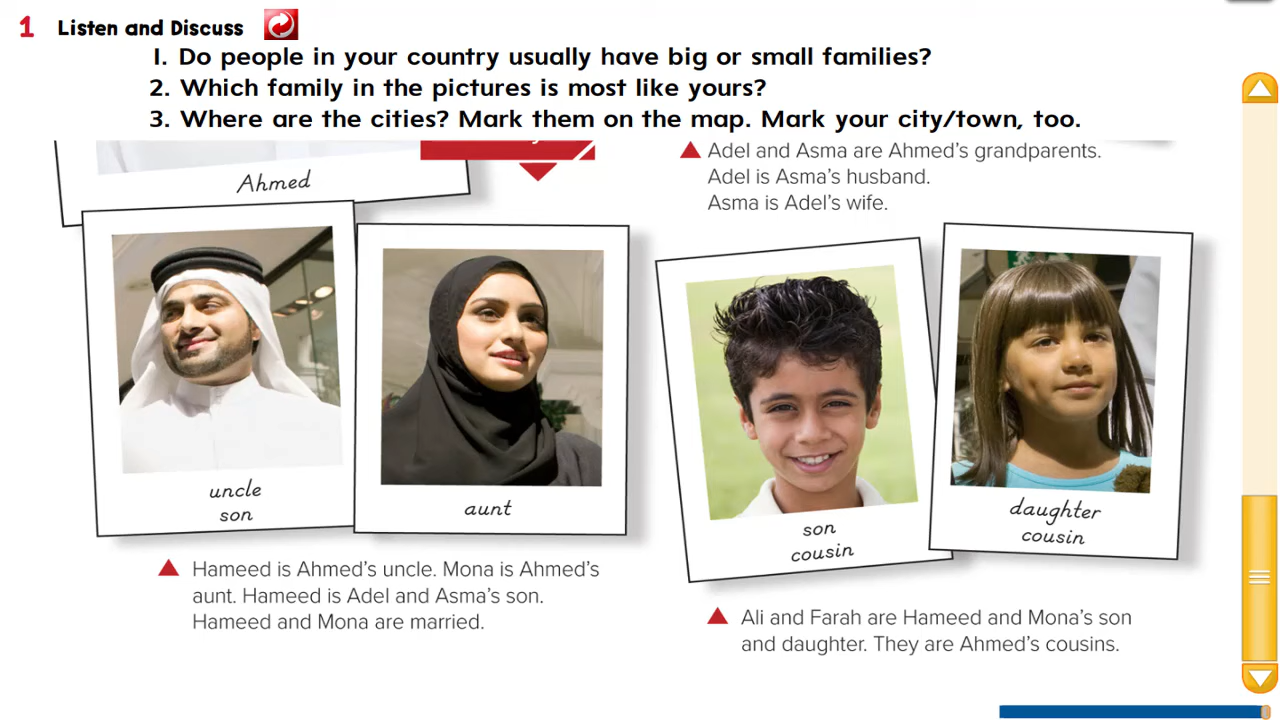 1 Listen and Discuss
1. Do people in your country usually have big or small families?
2. Which family in the pictures is most like yours?
3. Where are the cities? Mark them on the map. Mark your city/town, too.
Adel and Asma are Ahmed's grandparents.
Adel is Asma's husband.
Asma is Adel's wife.
Ahmed
uncle
son
aunt
son
cousin
daughter
cousin
Hameed is Ahmed's uncle. Mona is Ahmed's
aunt. Hameed is Adel and Asma's son.
Hameed and Mona are married.
Ali and Farah are Hameed and Mona's son
and daughter. They are Ahmed's cousins.